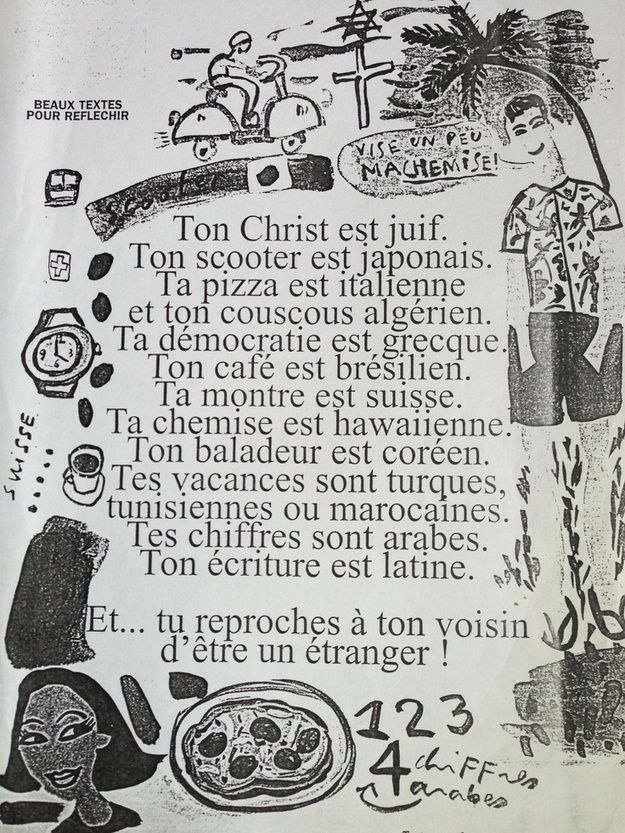 BEAUX TEXTES
POUR REFLECHIR
VISE UN PEU
MA CHEMISE!
Scooter
Ton Christ est juif.
Ton scooter est japonais.
Ta pizza est italienne
et ton couscous algérien.
Ta démocratie est grecque.
Ton café est brésilien.
Ta montre est suisse.
Ta chemise est hawaiienne.
Ton baladeur est coréen.
Tes vacances sont turques,
tunisiennes ou marocaines.
Tes chiffres sont arabes.
Ton écriture est latine.
Et... tu reproches à ton voisin
d'être un étranger !
SUISSE
1 2 3
4 chiffres
arabes